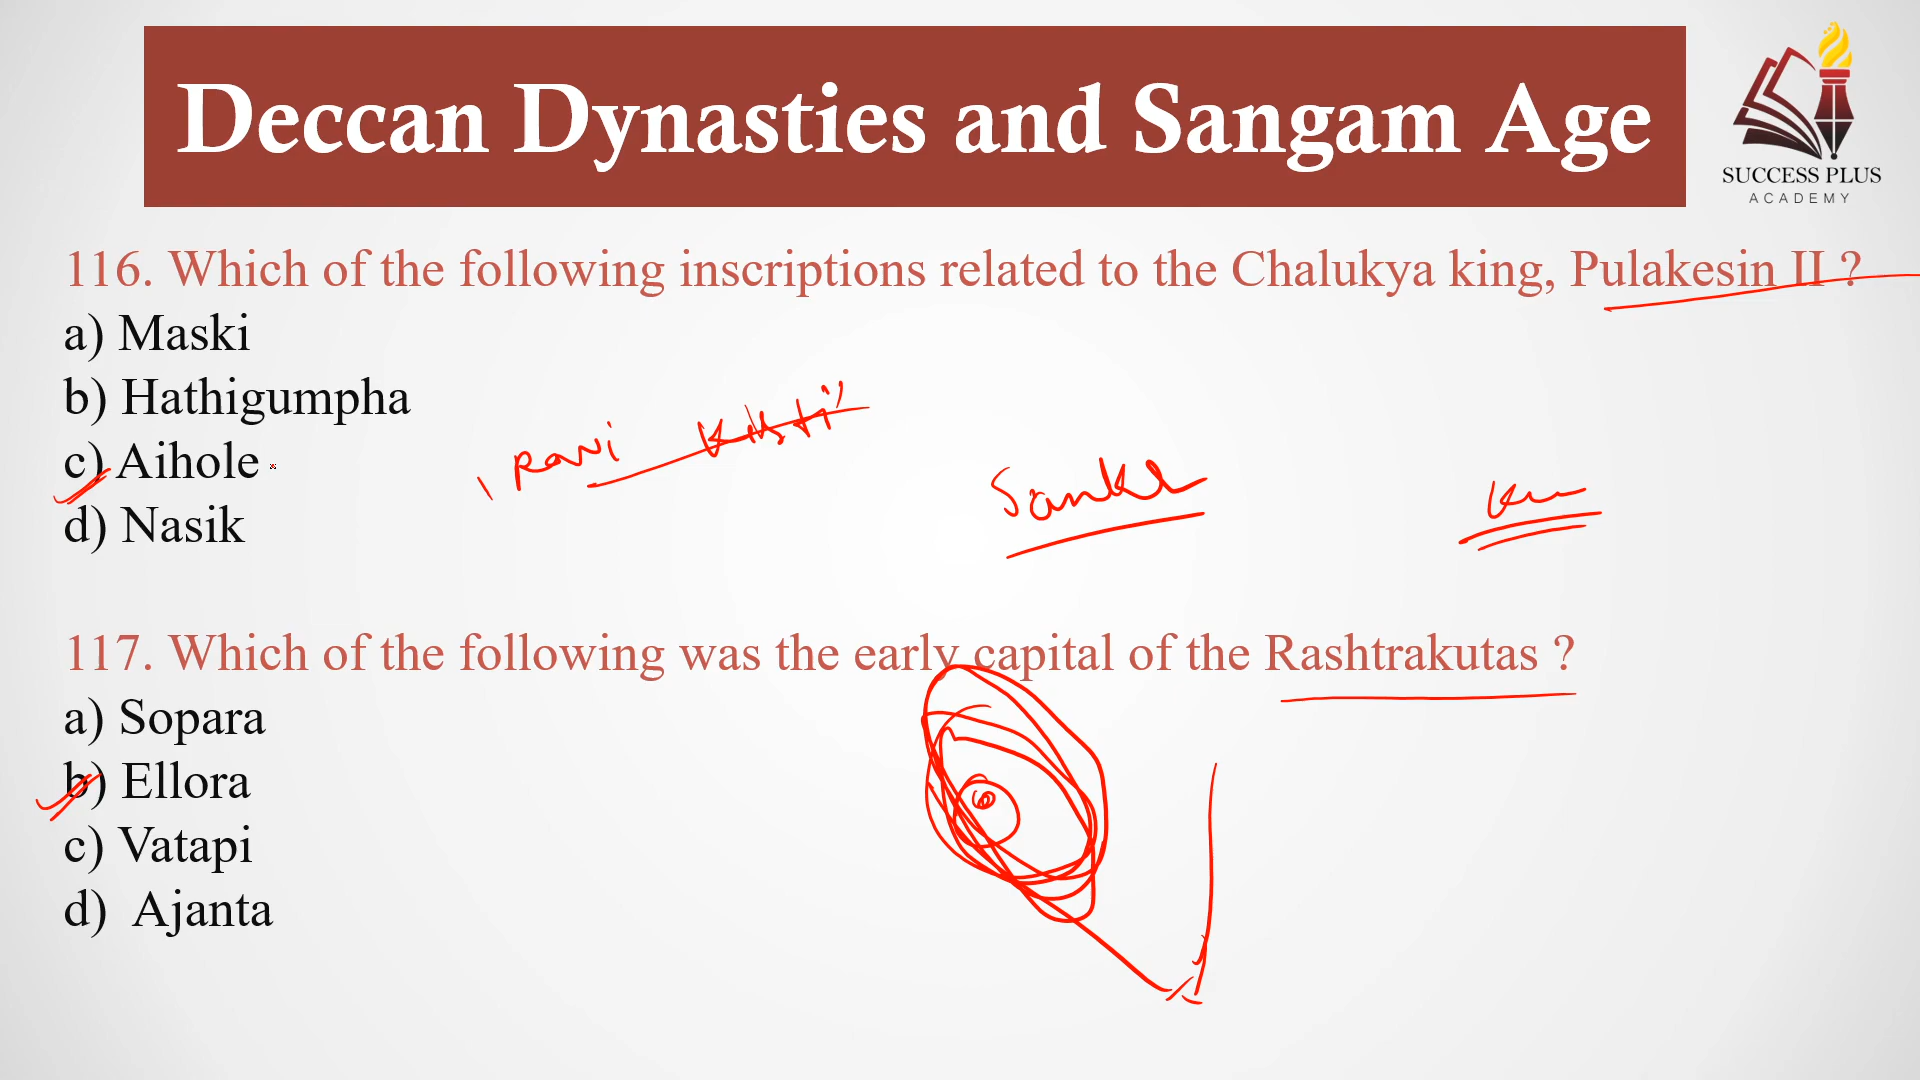 Deccan Dynasties and Sangam Age
SUCCESS PLUS
ACADEMY
116. Which of the following inscriptions related to the Chalukya king, Pulakesin II ?
a) Maski
b) Hathigumpha
c) Aihole
d) Nasik
Ravi
117. Which of the following was the early capital of the Rashtrakutas ?
a) Sopara
b) Ellora
c) Vatapi
d) Ajanta